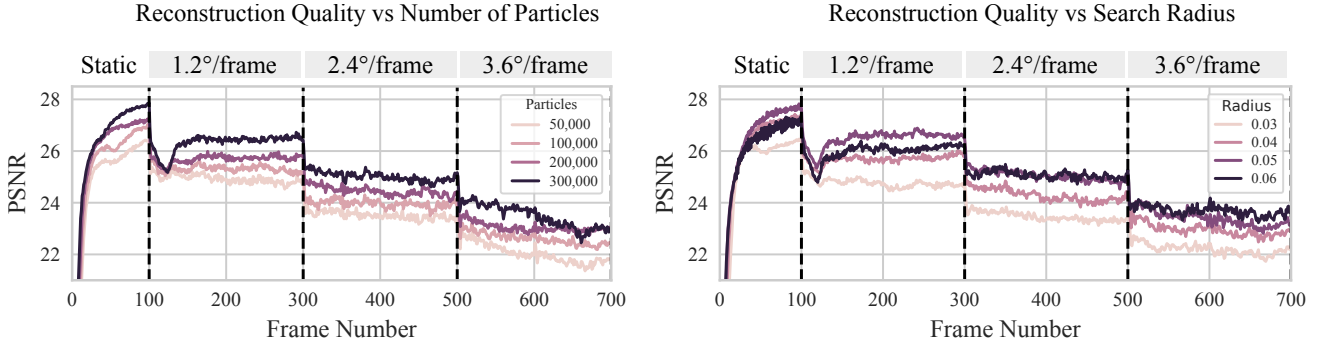 Reconstruction Quality vs Number of Particles
Static 1.2°/frame 2.4°/frame 3.6°/frame
28
26
24
22
PSNR
Particles
50,000
100,000
200,000
300,000
0 100 200 300 400 500 600 700
Frame Number
Reconstruction Quality vs Search Radius
Static 1.2°/frame 2.4°/frame 3.6°/frame
28
26
24
22
PSNR
Radius
0.03
0.04
0.05
0.06
0 100 200 300 400 500 600 700
Frame Number